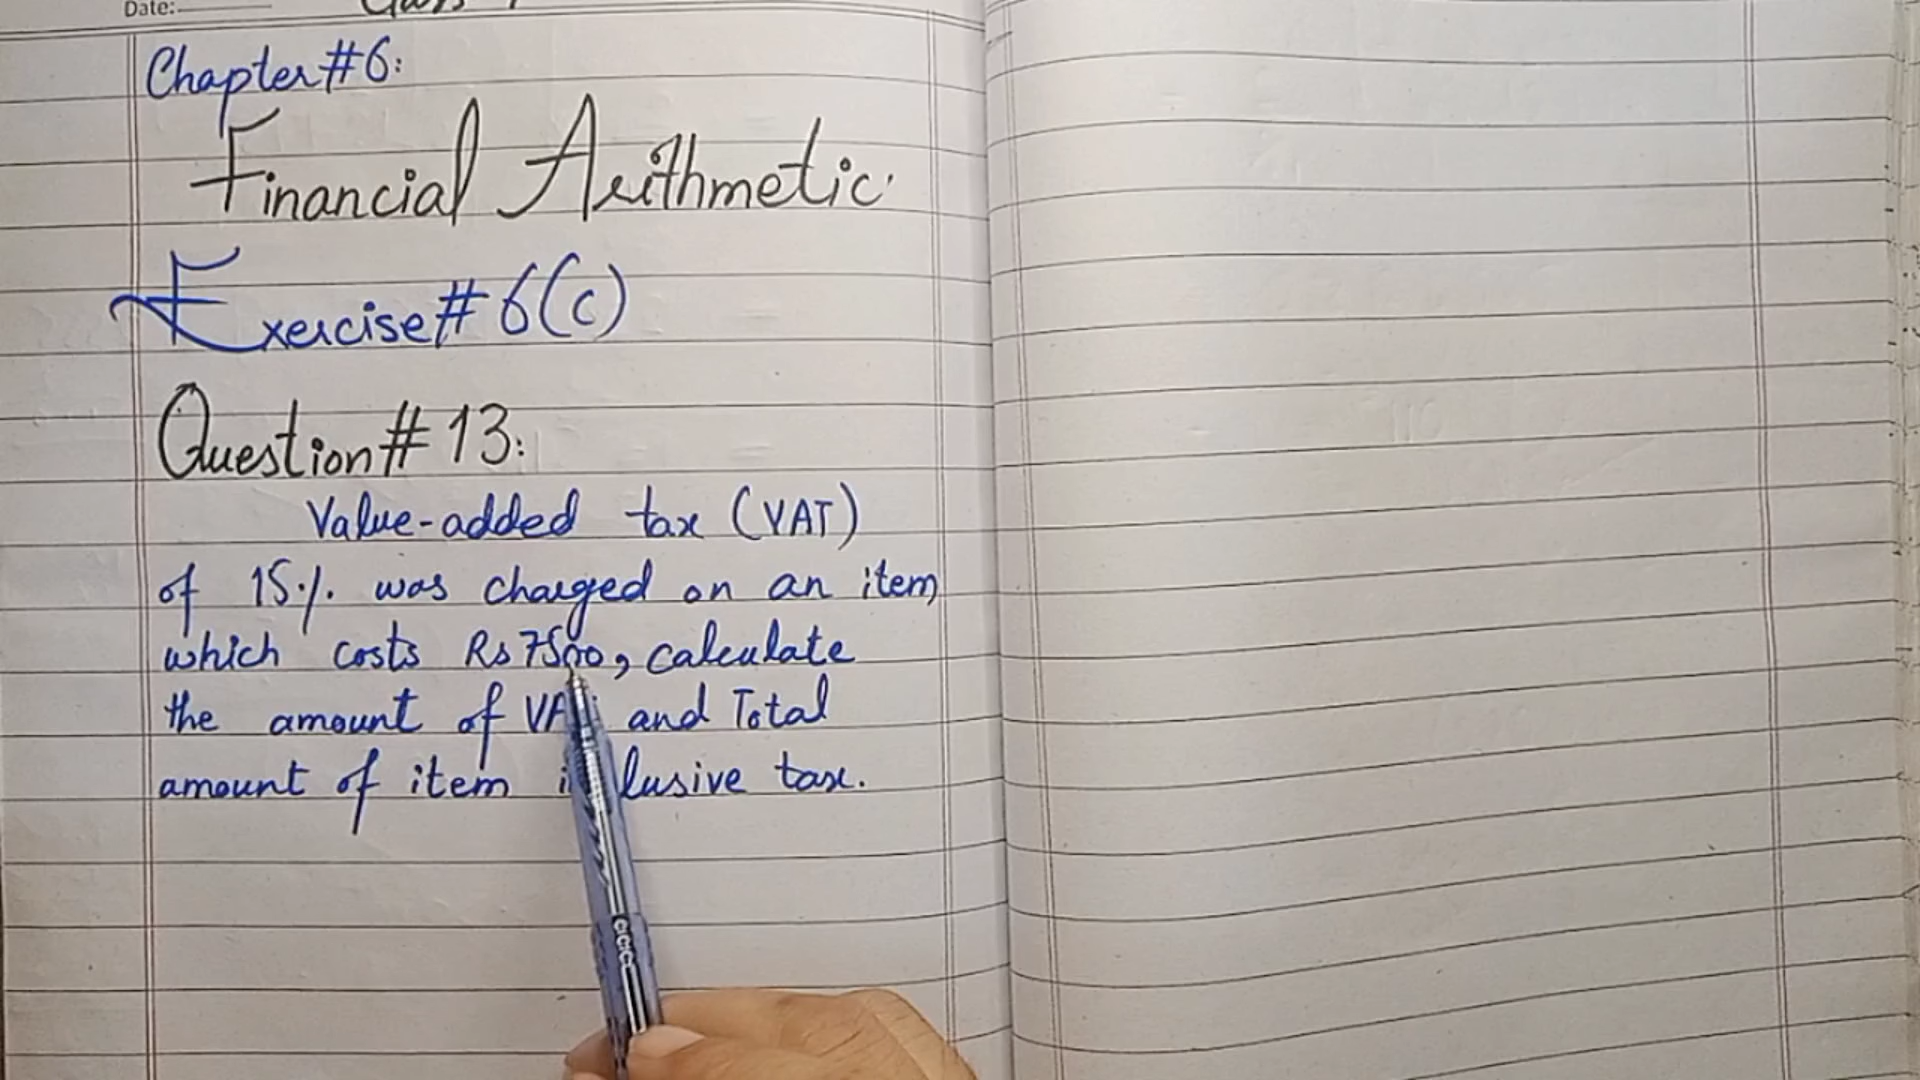 Date:
Chapter#6:
Financial Arithmetic.
Exercise# 6(c)
Question# 13:
Value-added tax (VAT)
of 15% was charged on an item
which costs Rs 7500, calculate
the amount of and Total
amount of item tax.